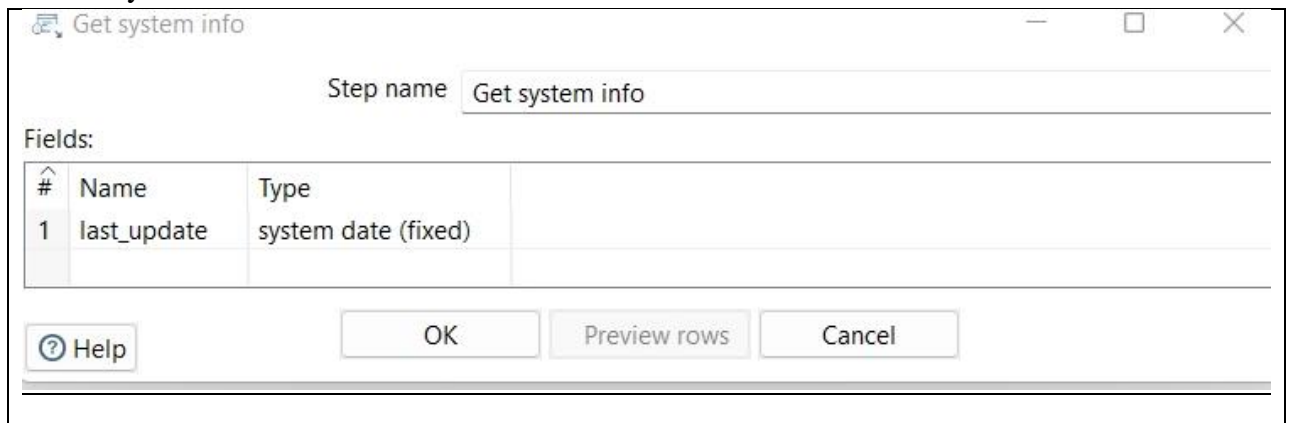 Get system info
Step name Get system info
Fields:
# Name Type
1 last_update system date (fixed)
Help OK Preview rows Cancel